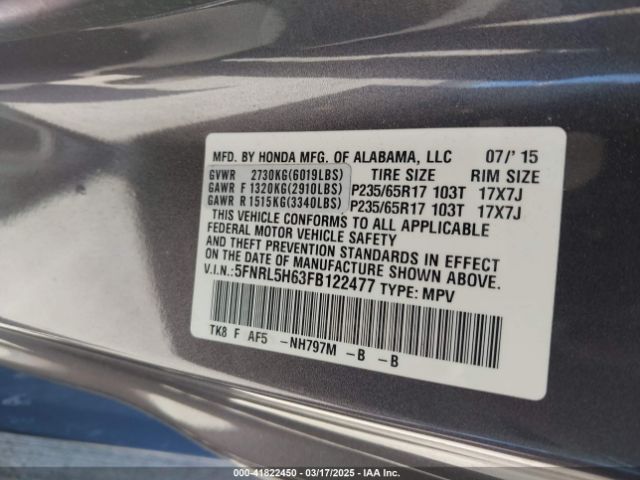 MFD. BY HONDA MFG. OF ALABAMA, LLC 07/'15
GVWR 2730KG(6019LBS) TIRE SIZE RIM SIZE
GAWR F 1320KG(2910LBS) P235/65R17 103T 17X7J
GAWR R 1515KG(3340LBS) P235/65R17 103T 17X7J
THIS VEHICLE CONFORMS TO ALL APPLICABLE
FEDERAL MOTOR VEHICLE SAFETY
AND THEFT PREVENTION STANDARDS IN EFFECT
ON THE DATE OF MANUFACTURE SHOWN ABOVE.
V.I.N.:5FNRL5H63FB122477 TYPE: MPV
TK8 F AF5 -NH797M -B -B
000-41822450 - 03/17/2025 - IAA Inc.